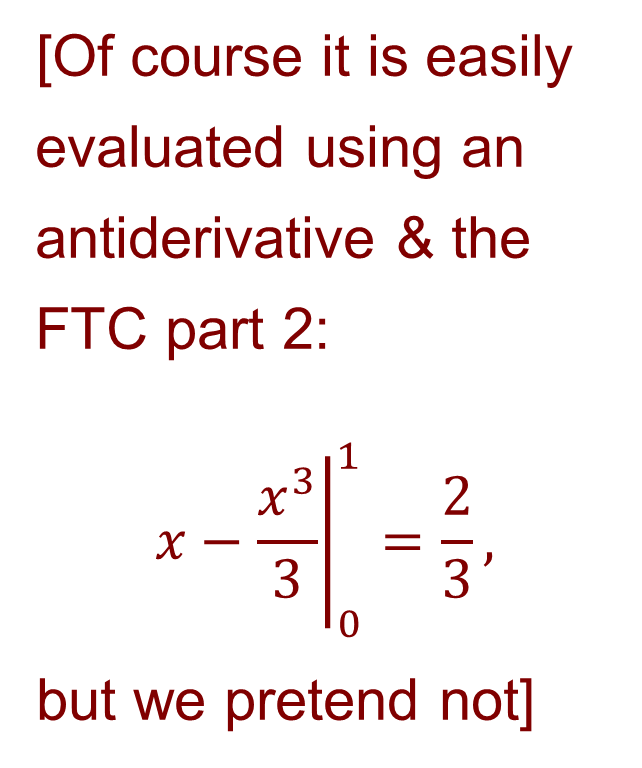 [Of course it is easily
evaluated using an
antiderivative & the
FTC part 2:
x − x³/3 |₀¹ = 2/3,
but we pretend not]